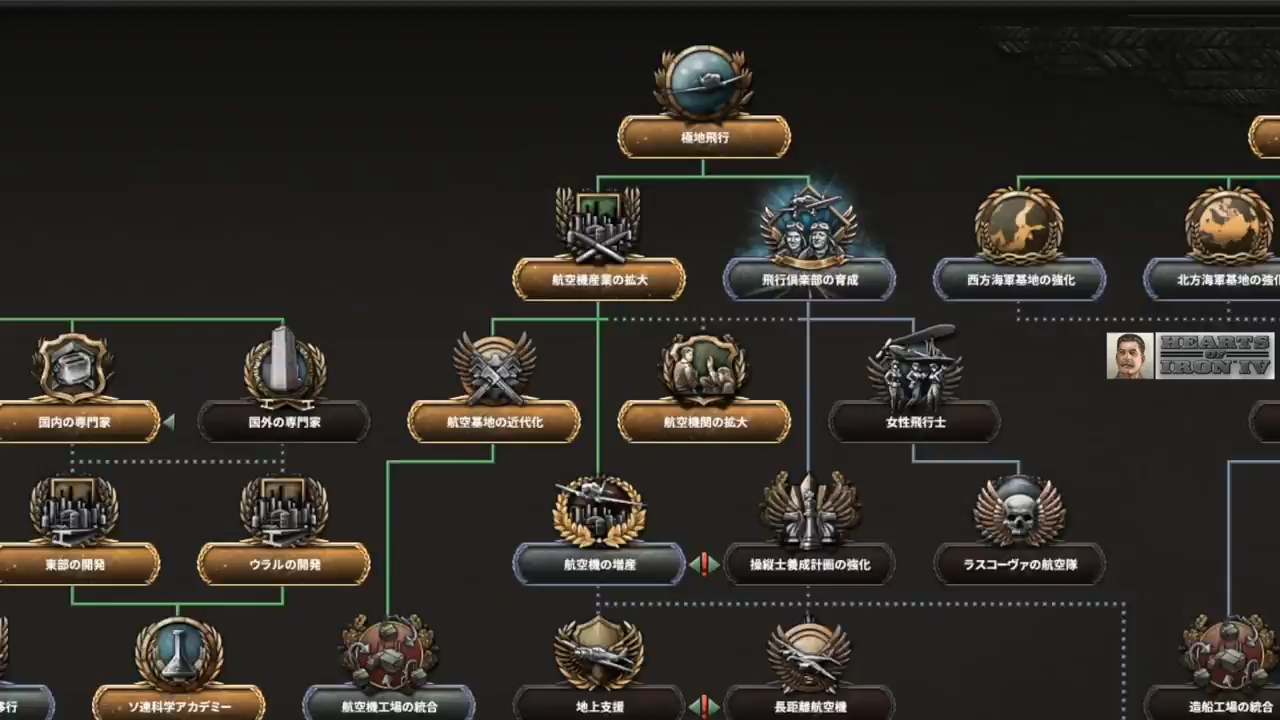 極地飛行
航空機産業の拡大
飛行倶楽部の育成
西方海軍基地の強化
北方海軍基地の強化
HEARTS
OF
IRON IV
国内の専門家
国外の専門家
航空基地の近代化
航空機関の拡大
女性飛行士
東部の開発
ウラルの開発
航空機の増産
操縦士養成計画の強化
ラスコーヴァの航空隊
移行
ソ連科学アカデミー
航空機工場の統合
地上支援
長距離航空機
造船工場の統合